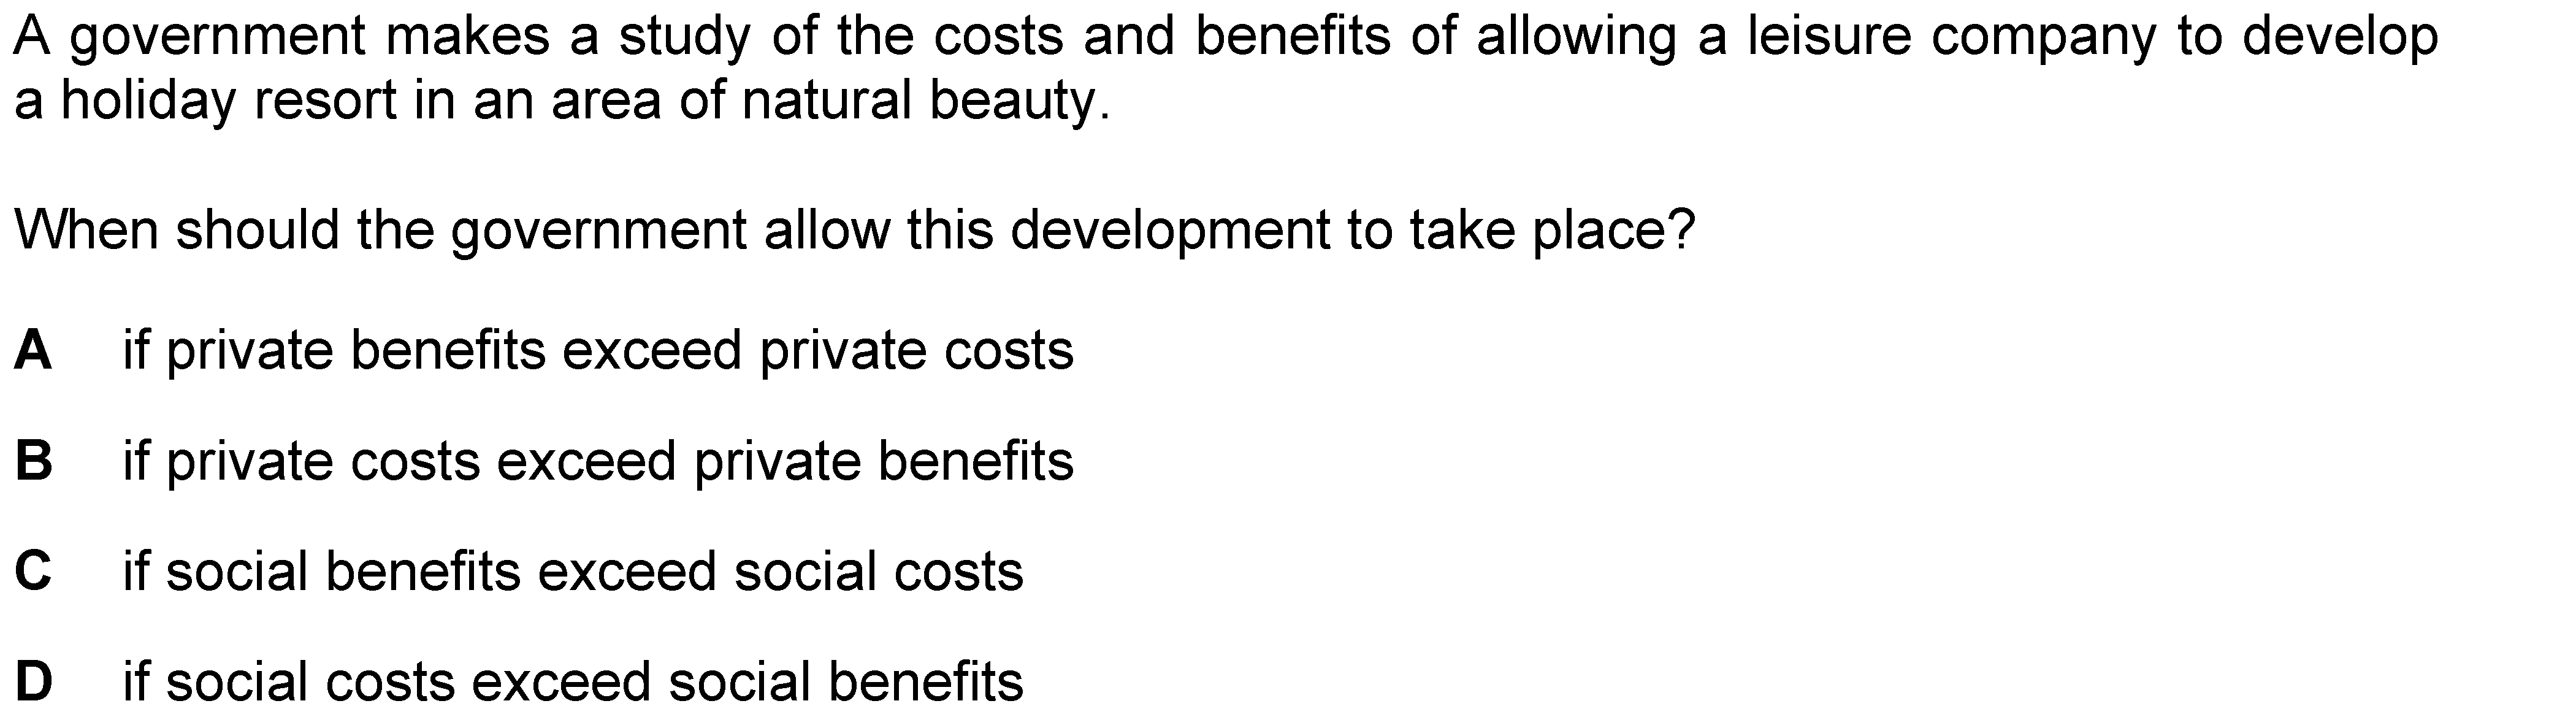 A government makes a study of the costs and benefits of allowing a leisure company to develop
a holiday resort in an area of natural beauty.
When should the government allow this development to take place?
A if private benefits exceed private costs
B if private costs exceed private benefits
C if social benefits exceed social costs
D if social costs exceed social benefits